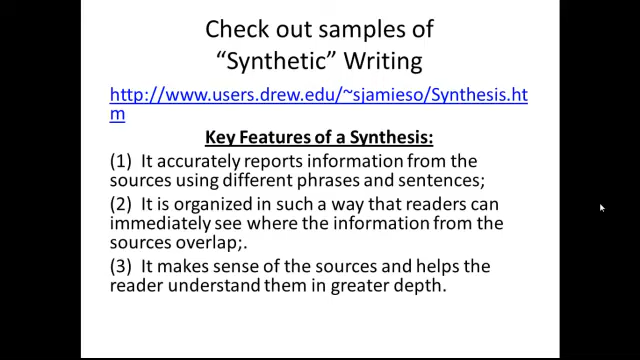 Check out samples of
“Synthetic” Writing
http://www.users.drew.edu/~sjamieso/Synthesis.ht
m
Key Features of a Synthesis:
(1) It accurately reports information from the
sources using different phrases and sentences;
(2) It is organized in such a way that readers can
immediately see where the information from the
sources overlap;.
(3) It makes sense of the sources and helps the
reader understand them in greater depth.